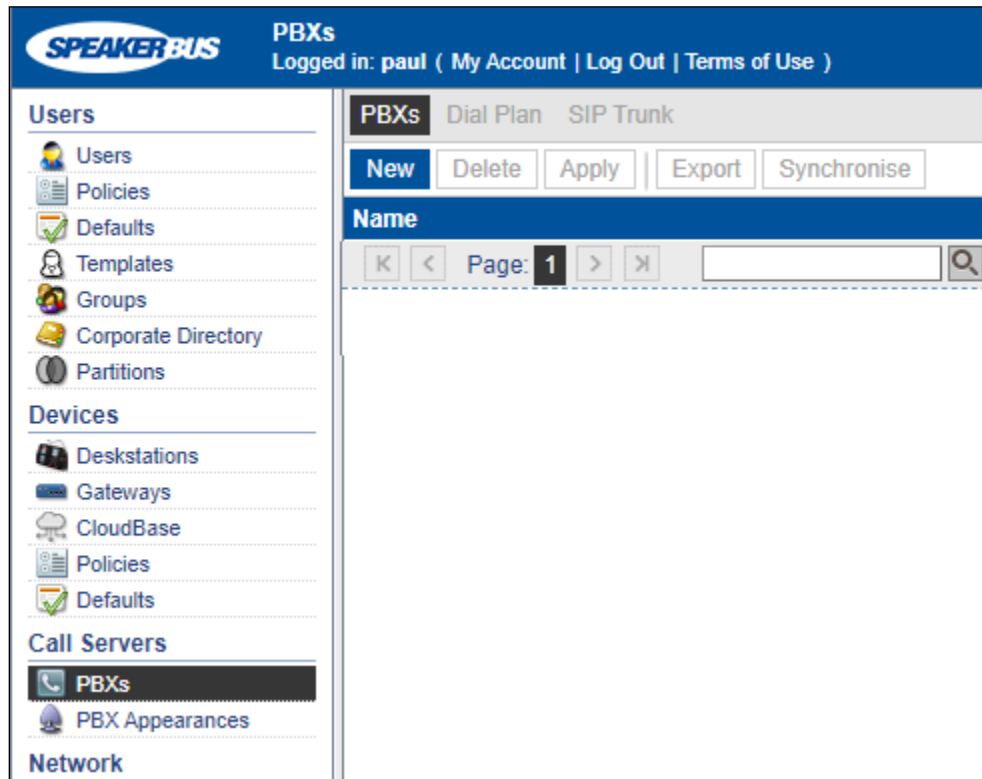 SPEAKERBUS
PBXs
Logged in: paul ( My Account | Log Out | Terms of Use )
Users
Users
Policies
Defaults
Templates
Groups
Corporate Directory
Partitions
Devices
Deskstations
Gateways
CloudBase
Policies
Defaults
Call Servers
PBXs
PBX Appearances
Network
PBXs Dial Plan SIP Trunk
New Delete Apply Export Synchronise
Name
Page: 1